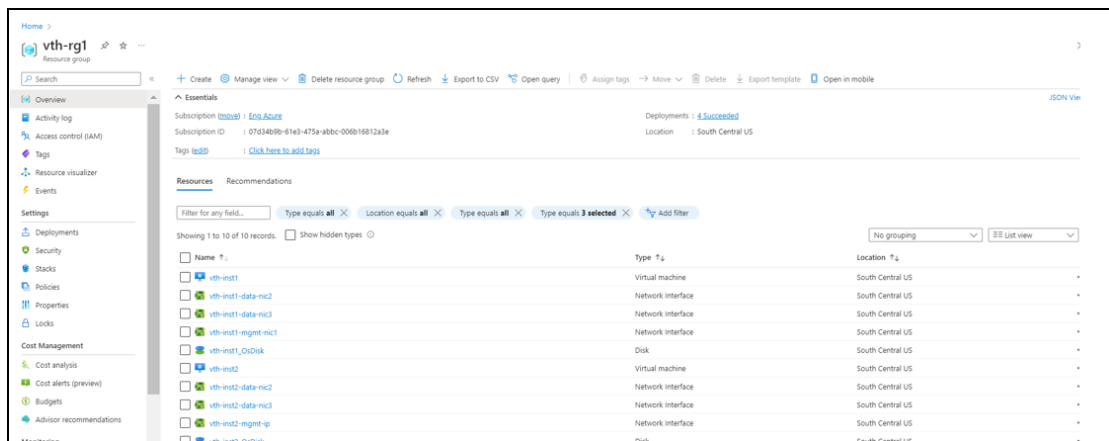 Home >
vth-rg1
Resource group
Search
+ Create Manage view Delete resource group Refresh Export to CSV Open query Assign tags Move Delete Export template Open in mobile
Overview
Activity log
Access control (IAM)
Tags
Resource visualizer
Events
Settings
Deployments
Security
Stacks
Policies
Properties
Locks
Cost Management
Cost analysis
Cost alerts (preview)
Budgets
Advisor recommendations
Essentials
JSON View
Subscription (move) : Eng Azure
Deployments : 4 Succeeded
Subscription ID : 07d34b9b-61e3-475a-abbc-006b16812a3e
Location : South Central US
Tags (edit) : Click here to add tags
Resources Recommendations
Filter for any field... Type equals all Location equals all Type equals all Type equals 3 selected Add filter
Showing 1 to 10 of 10 records. Show hidden types
No grouping List view
Name Type Location
vth-inst1 Virtual machine South Central US
vth-inst1-data-nic2 Network Interface South Central US
vth-inst1-data-nic3 Network Interface South Central US
vth-inst1-mgmt-nic1 Network Interface South Central US
vth-inst1_OsDisk Disk South Central US
vth-inst2 Virtual machine South Central US
vth-inst2-data-nic2 Network Interface South Central US
vth-inst2-data-nic3 Network Interface South Central US
vth-inst2-mgmt-ip Network Interface South Central US
vth-inst2_OsDisk Disk South Central US